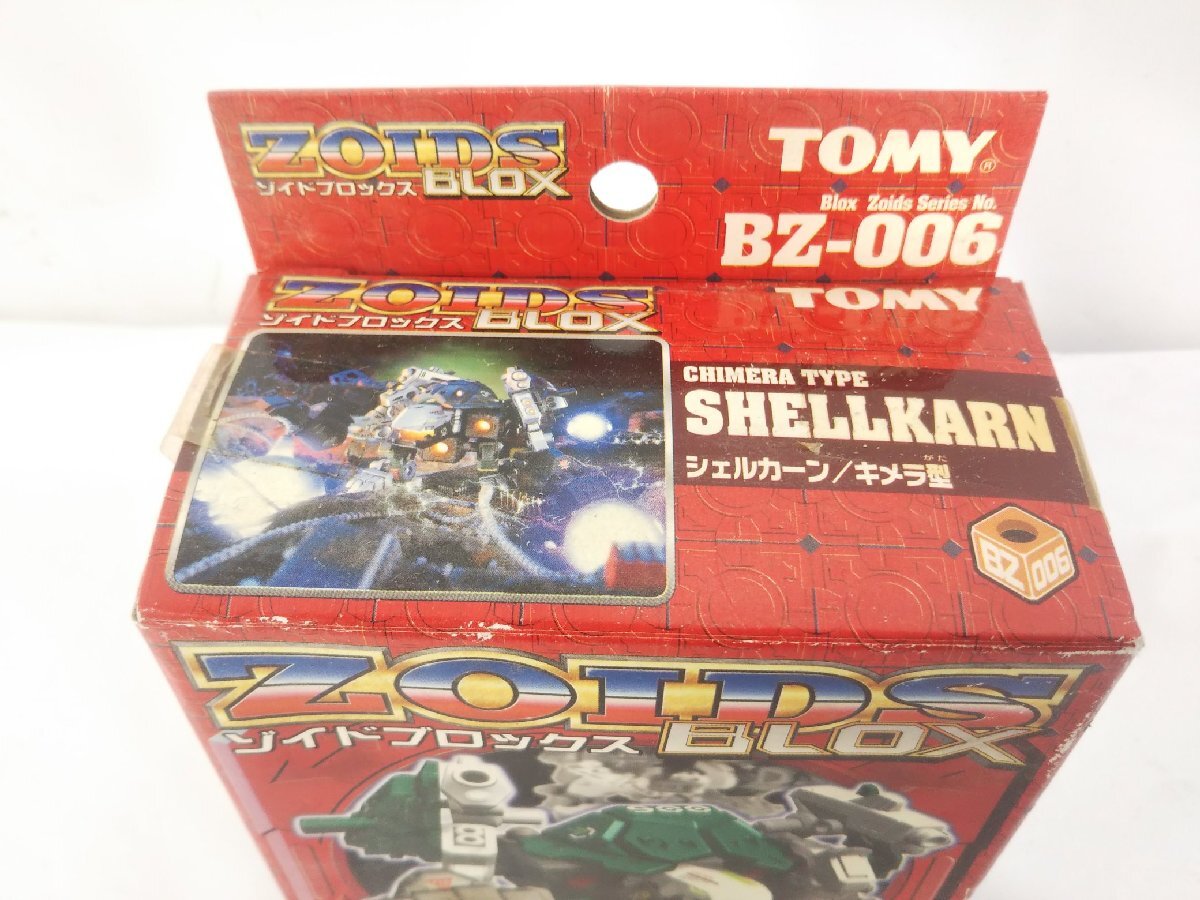 ZOIDS
ゾイドブロックス BLOX
TOMY®
Blox Zoids Series No.
BZ-006
ZOIDS
ゾイドブロックス BLOX
TOMY
CHIMERA TYPE
SHELLKARN
がた
シェルカーン/キメラ型
BZ 006
ZOIDS
ゾイドブロックス BLOX